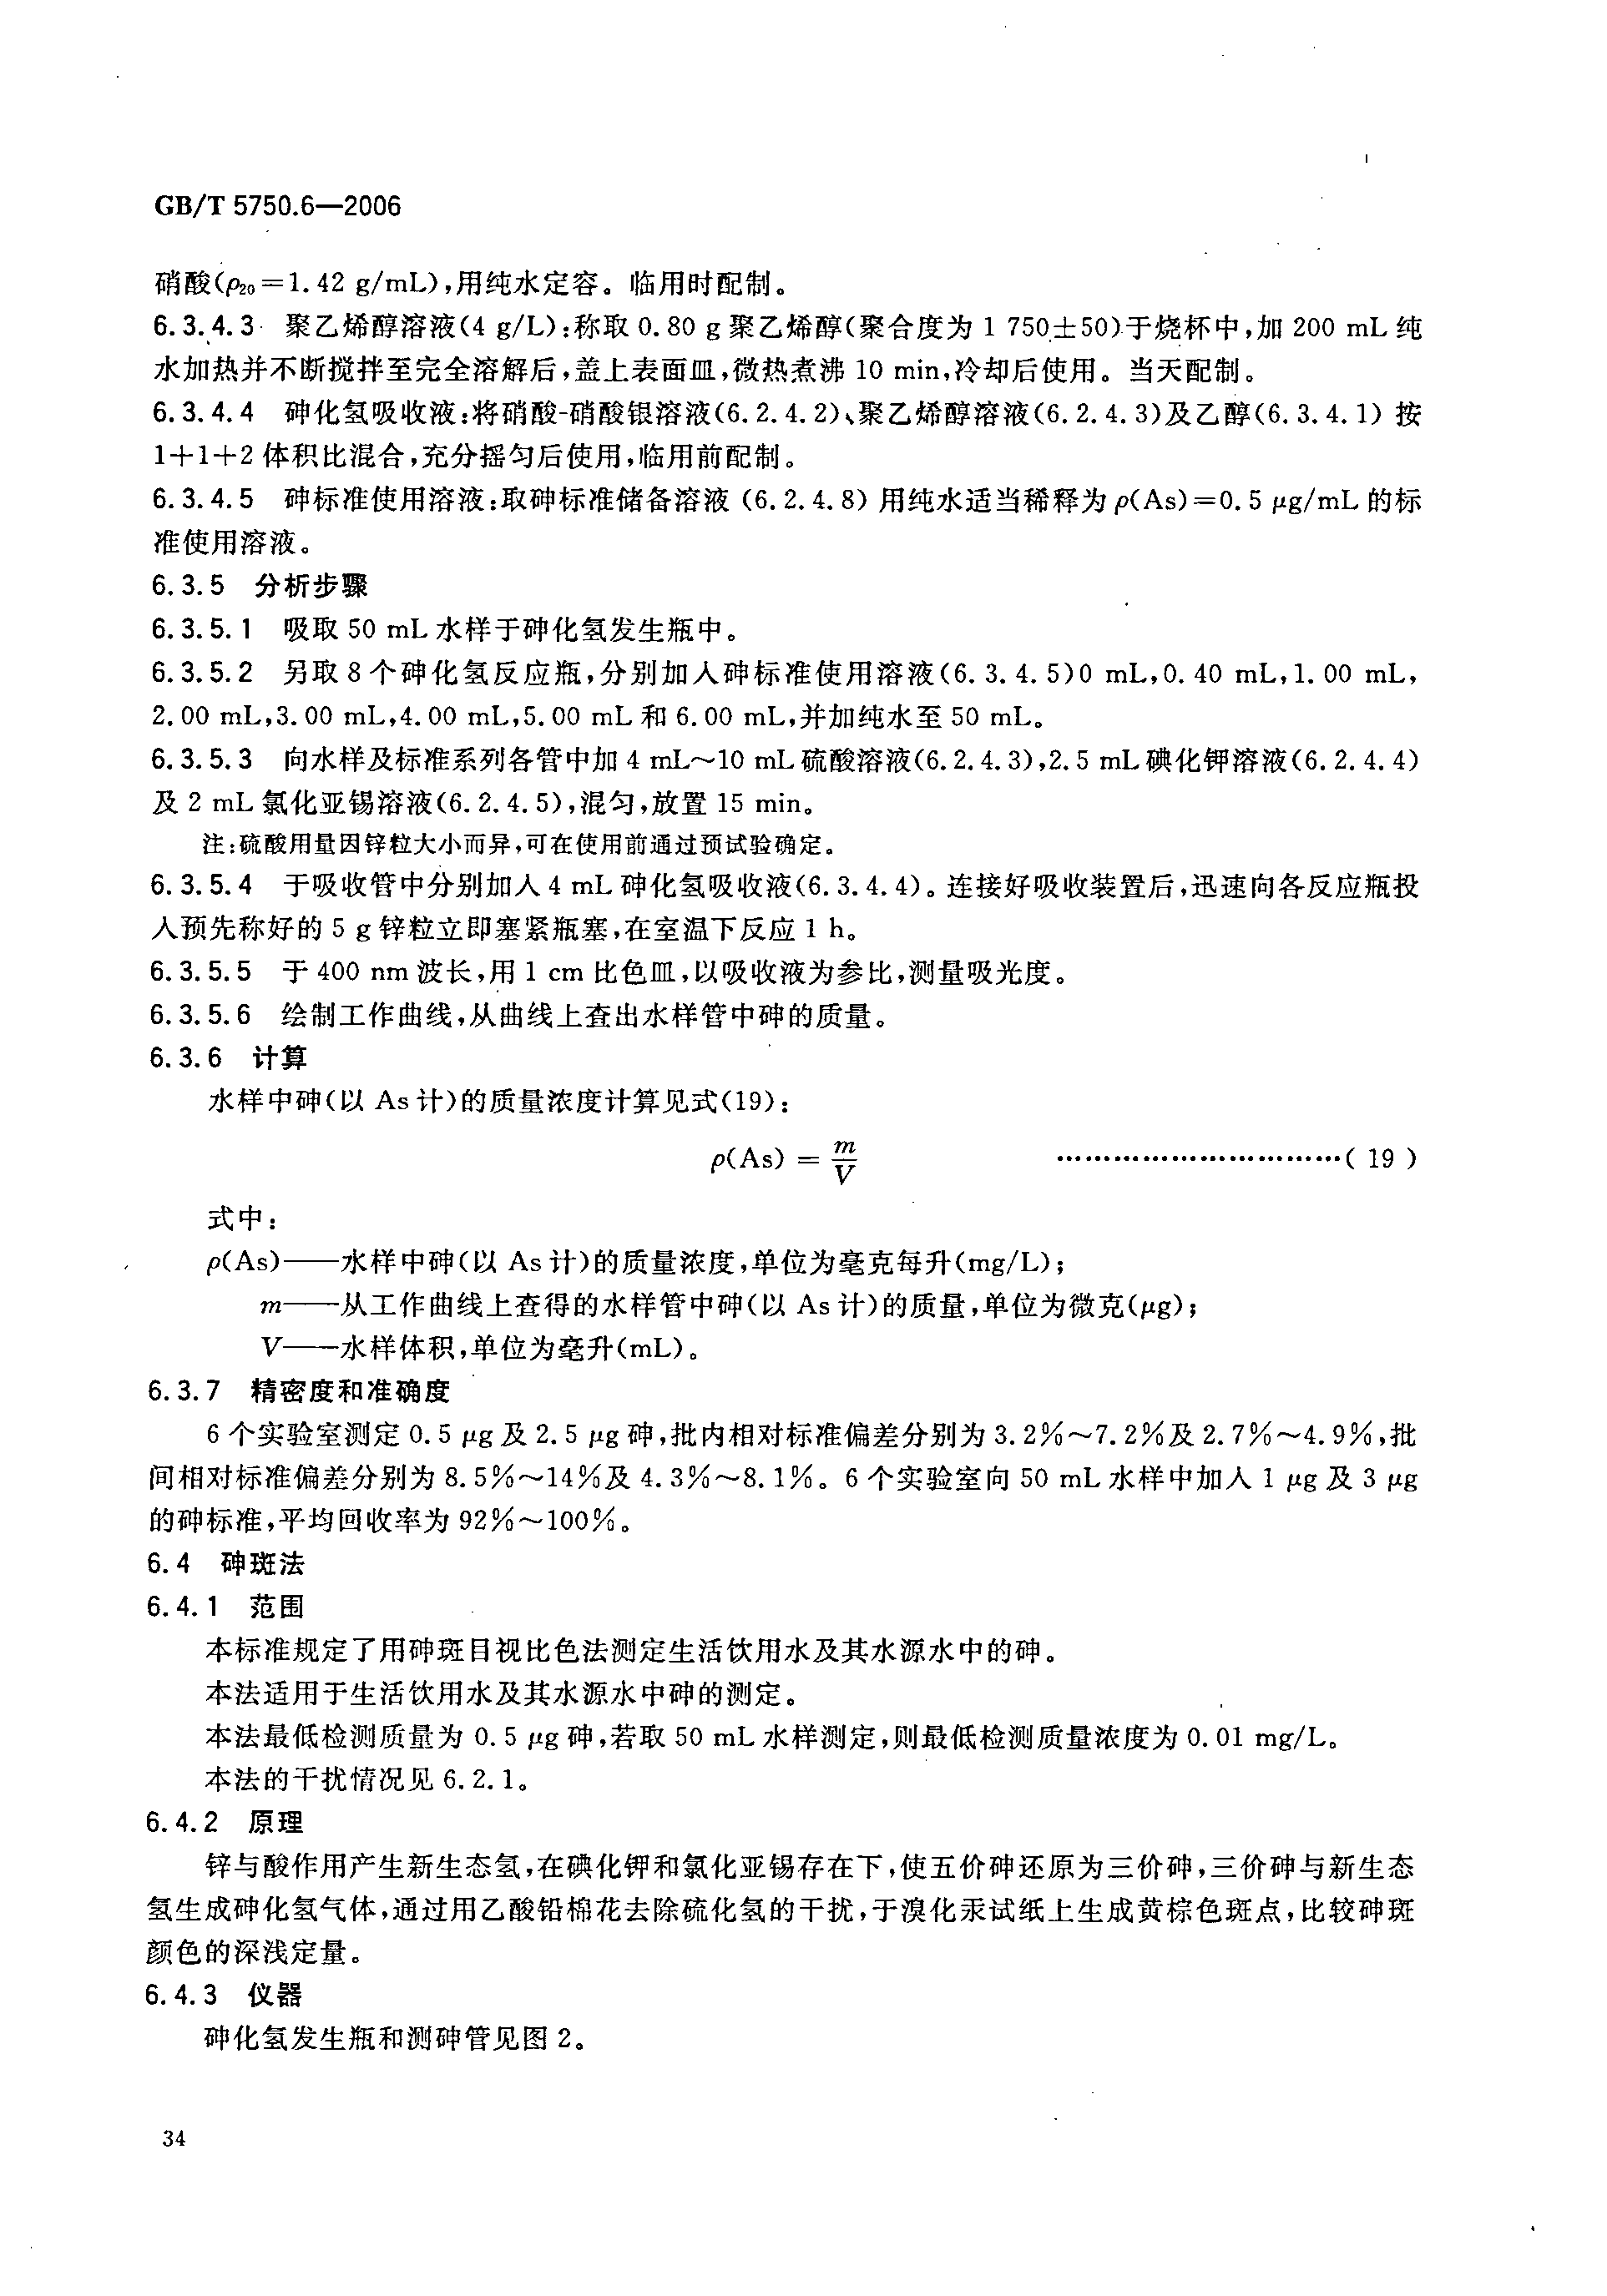 GB/T 5750.6—2006
硝酸(ρ20=1.42 g/mL),用纯水定容。临用时配制。
6.3.4.3 聚乙烯醇溶液(4 g/L):称取 0.80 g 聚乙烯醇(聚合度为 1 750±50)于烧杯中,加 200 mL 纯
水加热并不断搅拌至完全溶解后,盖上表面皿,微热煮沸 10 min,冷却后使用。当天配制。
6.3.4.4 砷化氢吸收液:将硝酸-硝酸银溶液(6.2.4.2)、聚乙烯醇溶液(6.2.4.3)及乙醇(6.3.4.1) 按
1+1+2 体积比混合,充分摇匀后使用,临用前配制。
6.3.4.5 砷标准使用溶液:取砷标准储备溶液 (6.2.4.8) 用纯水适当稀释为 ρ(As)=0.5 μg/mL 的标
准使用溶液。
6.3.5 分析步骤
6.3.5.1 吸取 50 mL 水样于砷化氢发生瓶中。
6.3.5.2 另取 8 个砷化氢反应瓶,分别加入砷标准使用溶液(6.3.4.5)0 mL,0.40 mL,1.00 mL,
2.00 mL,3.00 mL,4.00 mL,5.00 mL 和 6.00 mL,并加纯水至 50 mL。
6.3.5.3 向水样及标准系列各管中加 4 mL～10 mL 硫酸溶液(6.2.4.3),2.5 mL 碘化钾溶液(6.2.4.4)
及 2 mL 氯化亚锡溶液(6.2.4.5),混匀,放置 15 min。
注:硫酸用量因锌粒大小而异,可在使用前通过预试验确定。
6.3.5.4 于吸收管中分别加入 4 mL 砷化氢吸收液(6.3.4.4)。连接好吸收装置后,迅速向各反应瓶投
入预先称好的 5 g 锌粒立即塞紧瓶塞,在室温下反应 1 h。
6.3.5.5 于 400 nm 波长,用 1 cm 比色皿,以吸收液为参比,测量吸光度。
6.3.5.6 绘制工作曲线,从曲线上查出水样管中砷的质量。
6.3.6 计算
水样中砷(以 As 计)的质量浓度计算见式(19):
ρ(As) = m/V ……………………………( 19 )
式中:
ρ(As)——水样中砷(以 As 计)的质量浓度,单位为毫克每升(mg/L);
m——从工作曲线上查得的水样管中砷(以 As 计)的质量,单位为微克(μg);
V——水样体积,单位为毫升(mL)。
6.3.7 精密度和准确度
6 个实验室测定 0.5 μg 及 2.5 μg 砷,批内相对标准偏差分别为 3.2%～7.2%及 2.7%～4.9%,批
间相对标准偏差分别为 8.5%～14%及 4.3%～8.1%。6 个实验室向 50 mL 水样中加入 1 μg 及 3 μg
的砷标准,平均回收率为 92%～100%。
6.4 砷斑法
6.4.1 范围
本标准规定了用砷斑目视比色法测定生活饮用水及其水源水中的砷。
本法适用于生活饮用水及其水源水中砷的测定。
本法最低检测质量为 0.5 μg 砷,若取 50 mL 水样测定,则最低检测质量浓度为 0.01 mg/L。
本法的干扰情况见 6.2.1。
6.4.2 原理
锌与酸作用产生新生态氢,在碘化钾和氯化亚锡存在下,使五价砷还原为三价砷,三价砷与新生态
氢生成砷化氢气体,通过用乙酸铅棉花去除硫化氢的干扰,于溴化汞试纸上生成黄棕色斑点,比较砷斑
颜色的深浅定量。
6.4.3 仪器
砷化氢发生瓶和测砷管见图 2。
34